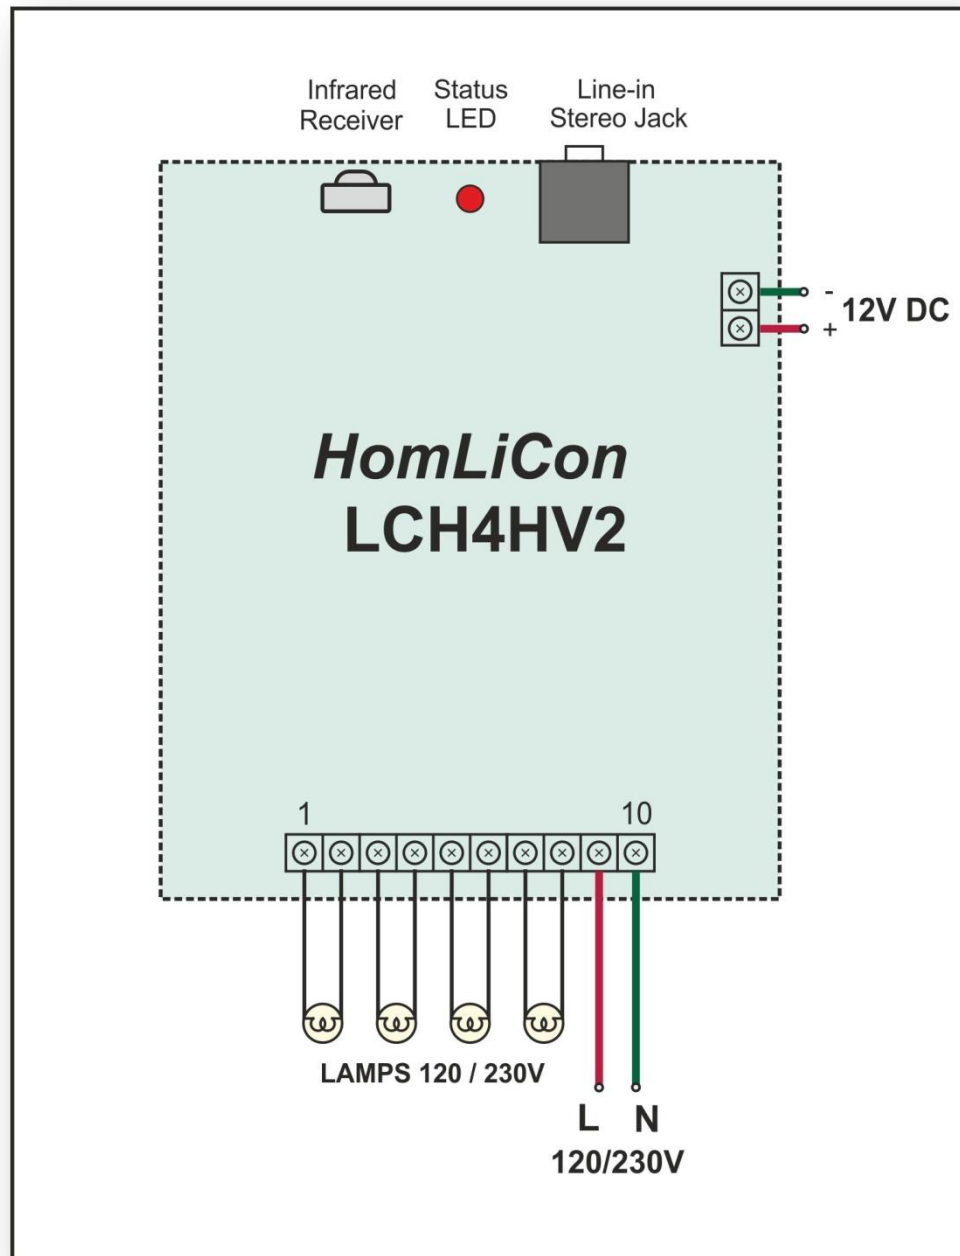 Infrared
Receiver
Status
LED
Line-in
Stereo Jack
-
12V DC
+
HomLiCon
LCH4HV2
1
10
LAMPS 120 / 230V
L
N
120/230V